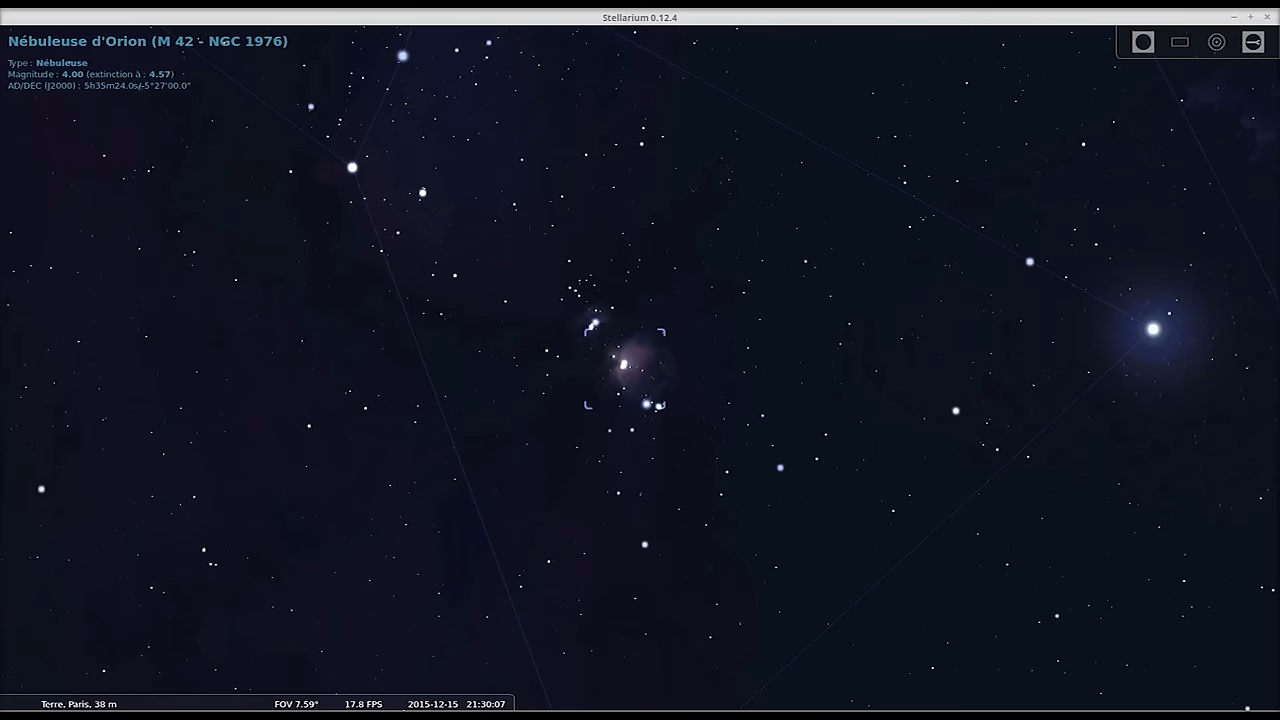 Stellarium 0.12.4
Nébuleuse d'Orion (M 42 - NGC 1976)
Type : Nébuleuse
Magnitude : 4.00 (extinction à : 4.57)
AD/DEC (J2000) : 5h35m24.0s/-5°27'00.0"
Terre, Paris, 38 m FOV 7.59° 17.8 FPS 2015-12-15 21:30:07